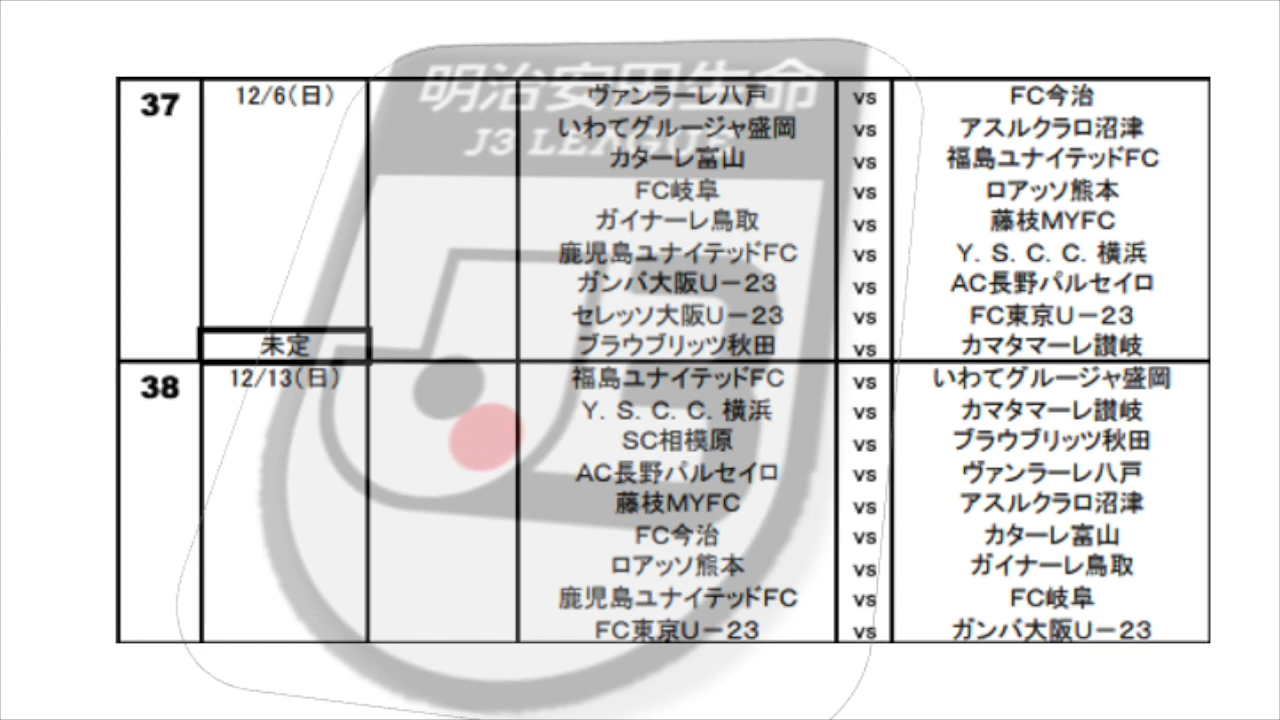 明治安田生命
J3 LEAGUE
37 12/6(日) ヴァンラーレ八戸 vs FC今治
いわてグルージャ盛岡 vs アスルクラロ沼津
カターレ富山 vs 福島ユナイテッドFC
FC岐阜 vs ロアッソ熊本
ガイナーレ鳥取 vs 藤枝MYFC
鹿児島ユナイテッドFC vs Y. S. C. C. 横浜
ガンバ大阪U－23 vs AC長野パルセイロ
セレッソ大阪U－23 vs FC東京U－23
未定 ブラウブリッツ秋田 vs カマタマーレ讃岐
38 12/13(日) 福島ユナイテッドFC vs いわてグルージャ盛岡
Y. S. C. C. 横浜 vs カマタマーレ讃岐
SC相模原 vs ブラウブリッツ秋田
AC長野パルセイロ vs ヴァンラーレ八戸
藤枝MYFC vs アスルクラロ沼津
FC今治 vs カターレ富山
ロアッソ熊本 vs ガイナーレ鳥取
鹿児島ユナイテッドFC vs FC岐阜
FC東京U－23 vs ガンバ大阪U－23